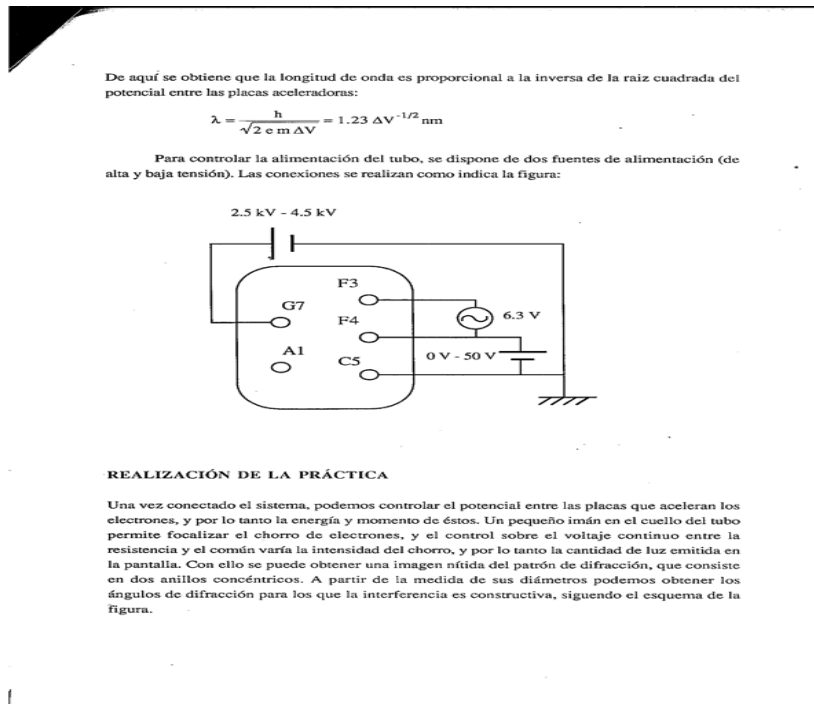 De aquí se obtiene que la longitud de onda es proporcional a la inversa de la raiz cuadrada del
potencial entre las placas aceleradoras:
λ = h / √2 e m ΔV = 1.23 ΔV^-1/2 nm
Para controlar la alimentación del tubo, se dispone de dos fuentes de alimentación (de
alta y baja tensión). Las conexiones se realizan como indica la figura:
2.5 kV - 4.5 kV
F3
G7
F4
6.3 V
A1
C5
0 V - 50 V
REALIZACIÓN DE LA PRÁCTICA
Una vez conectado el sistema, podemos controlar el potencial entre las placas que aceleran los
electrones, y por lo tanto la energía y momento de éstos. Un pequeño imán en el cuello del tubo
permite focalizar el chorro de electrones, y el control sobre el voltaje continuo entre la
resistencia y el común varía la intensidad del chorro, y por lo tanto la cantidad de luz emitida en
la pantalla. Con ello se puede obtener una imagen nítida del patrón de difracción, que consiste
en dos anillos concéntricos. A partir de la medida de sus diámetros podemos obtener los
ángulos de difracción para los que la interferencia es constructiva, siguendo el esquema de la
figura.